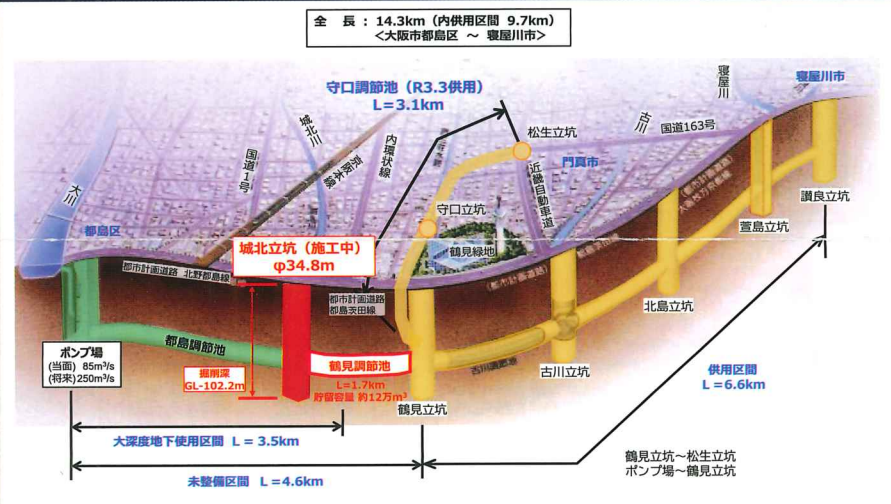 全 長 : 14.3km（内供用区間 9.7km）
＜大阪市都島区 ～ 寝屋川市＞
守口調節池（R3.3供用）
L＝3.1km
寝屋川
寝屋川市
松生立坑
古川
国道163号
城北川
京阪本線
内環状線
国道1号
大川
都島区
近畿自動車道
門真市
守口立坑
鶴見緑地
讃良立坑
萱島立坑
城北立坑（施工中）
φ34.8m
都市計画道路 北野都島線
都市計画道路
都島茨田線
(都市計画道路)
北島立坑
都島調節池
ポンプ場
(当面) 85m³/s
(将来)250m³/s
掘削深
GL-102.2m
鶴見調節池
L=1.7km
貯留容量 約12万m³
鶴見立坑
古川調節池
古川立坑
供用区間
L＝6.6km
大深度地下使用区間 L = 3.5km
未整備区間 L＝4.6km
鶴見立坑～松生立坑
ポンプ場～鶴見立坑